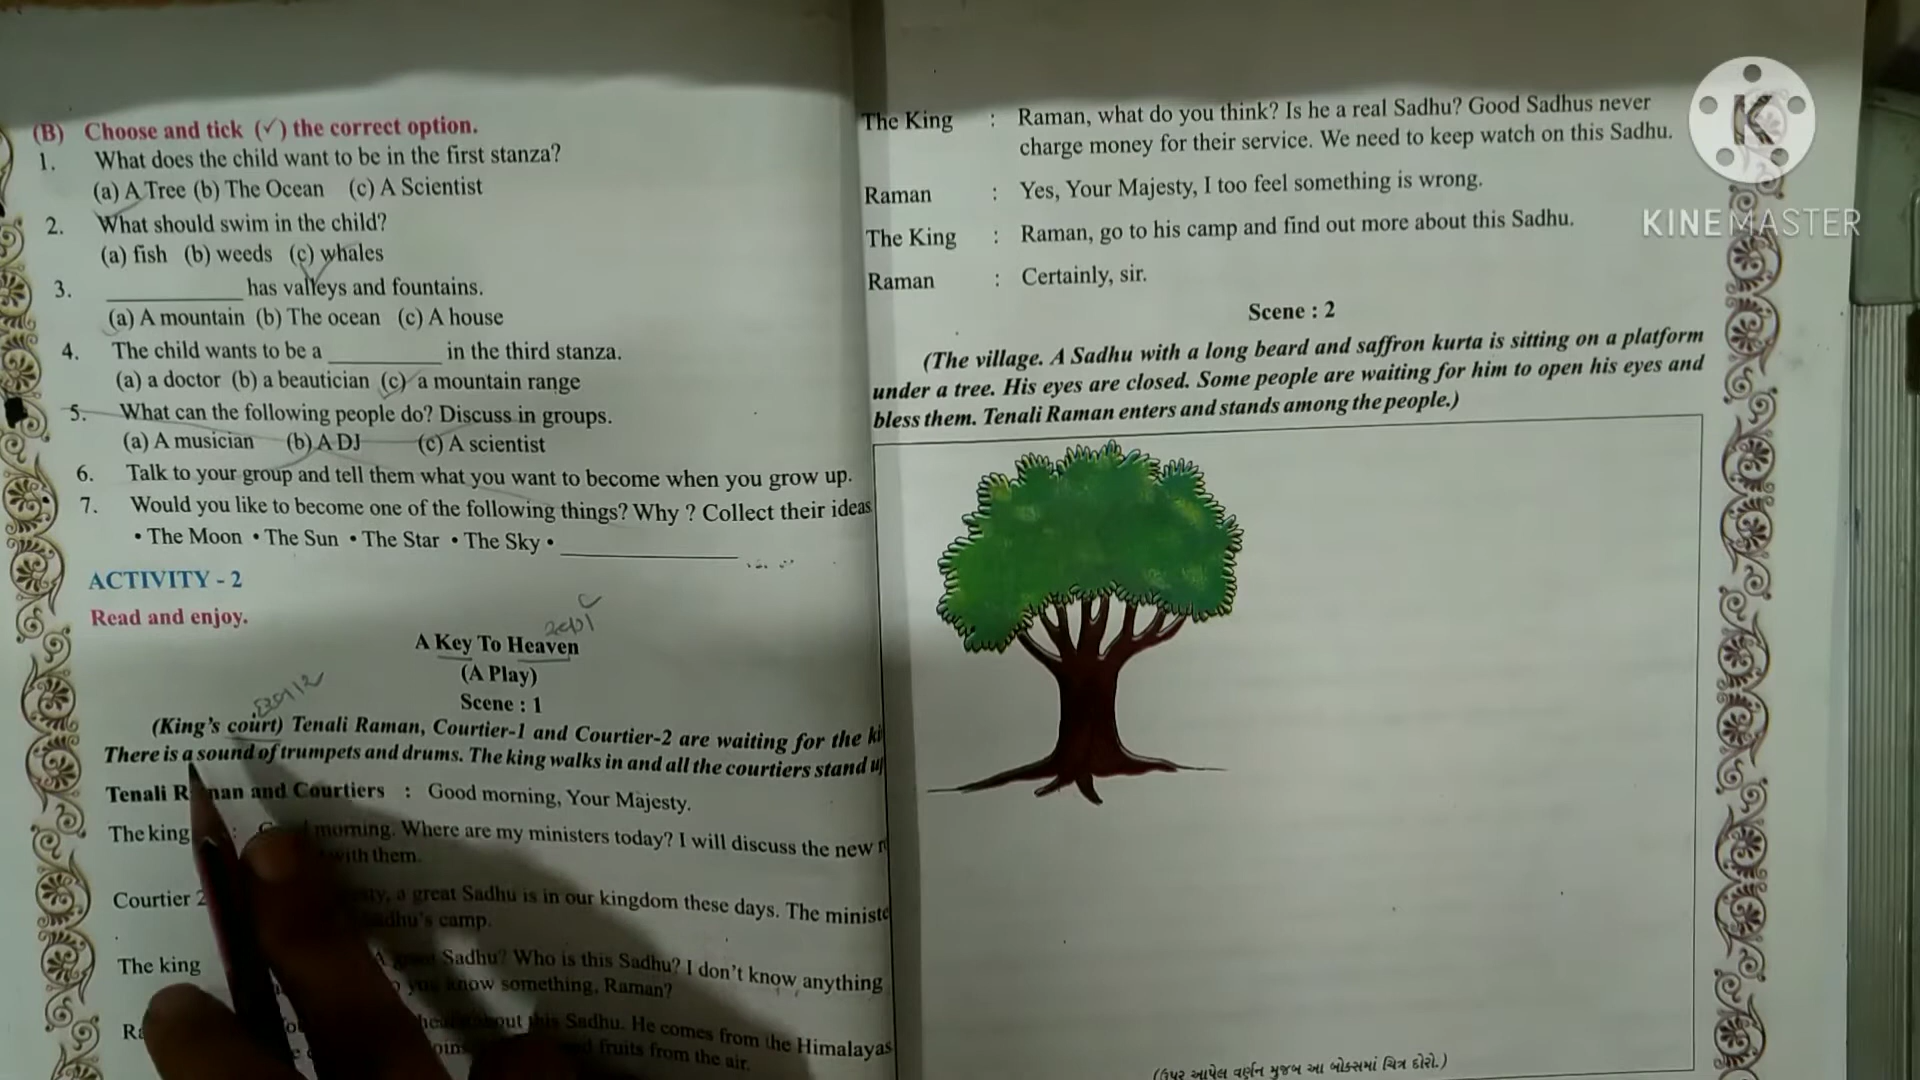 (B) Choose and tick (✓) the correct option.
1. What does the child want to be in the first stanza?
(a) A Tree (b) The Ocean (c) A Scientist
2. What should swim in the child?
(a) fish (b) weeds (c) whales
3. ____________ has valleys and fountains.
(a) A mountain (b) The ocean (c) A house
4. The child wants to be a __________ in the third stanza.
(a) a doctor (b) a beautician (c) a mountain range
5. What can the following people do? Discuss in groups.
(a) A musician (b) A DJ (c) A scientist
6. Talk to your group and tell them what you want to become when you grow up.
7. Would you like to become one of the following things? Why ? Collect their ideas
• The Moon • The Sun • The Star • The Sky • ________________
ACTIVITY - 2
Read and enjoy.
A Key To Heaven
(A Play)
Scene : 1
(King's court) Tenali Raman, Courtier-1 and Courtier-2 are waiting for the
There is a sound of trumpets and drums. The king walks in and all the courtiers stand
Tenali Raman and Courtiers : Good morning, Your Majesty.
The king : morning. Where are my ministers today? I will discuss the new
with them.
Courtier 2 a great Sadhu is in our kingdom these days. The
camp.
The king Sadhu? Who is this Sadhu? I don't know anything
know something, Raman?
this Sadhu. He comes from the Himalayas
fruits from the air.
The King : Raman, what do you think? Is he a real Sadhu? Good Sadhus never
charge money for their service. We need to keep watch on this Sadhu.
Raman : Yes, Your Majesty, I too feel something is wrong.
The King : Raman, go to his camp and find out more about this Sadhu.
Raman : Certainly, sir.
Scene : 2
(The village. A Sadhu with a long beard and saffron kurta is sitting on a platform
under a tree. His eyes are closed. Some people are waiting for him to open his eyes and
bless them. Tenali Raman enters and stands among the people.)
(ઉપર આપેલ વર્ણન મુજબ આ બોક્સમાં ચિત્ર દોરો.)
K
KINEMASTER